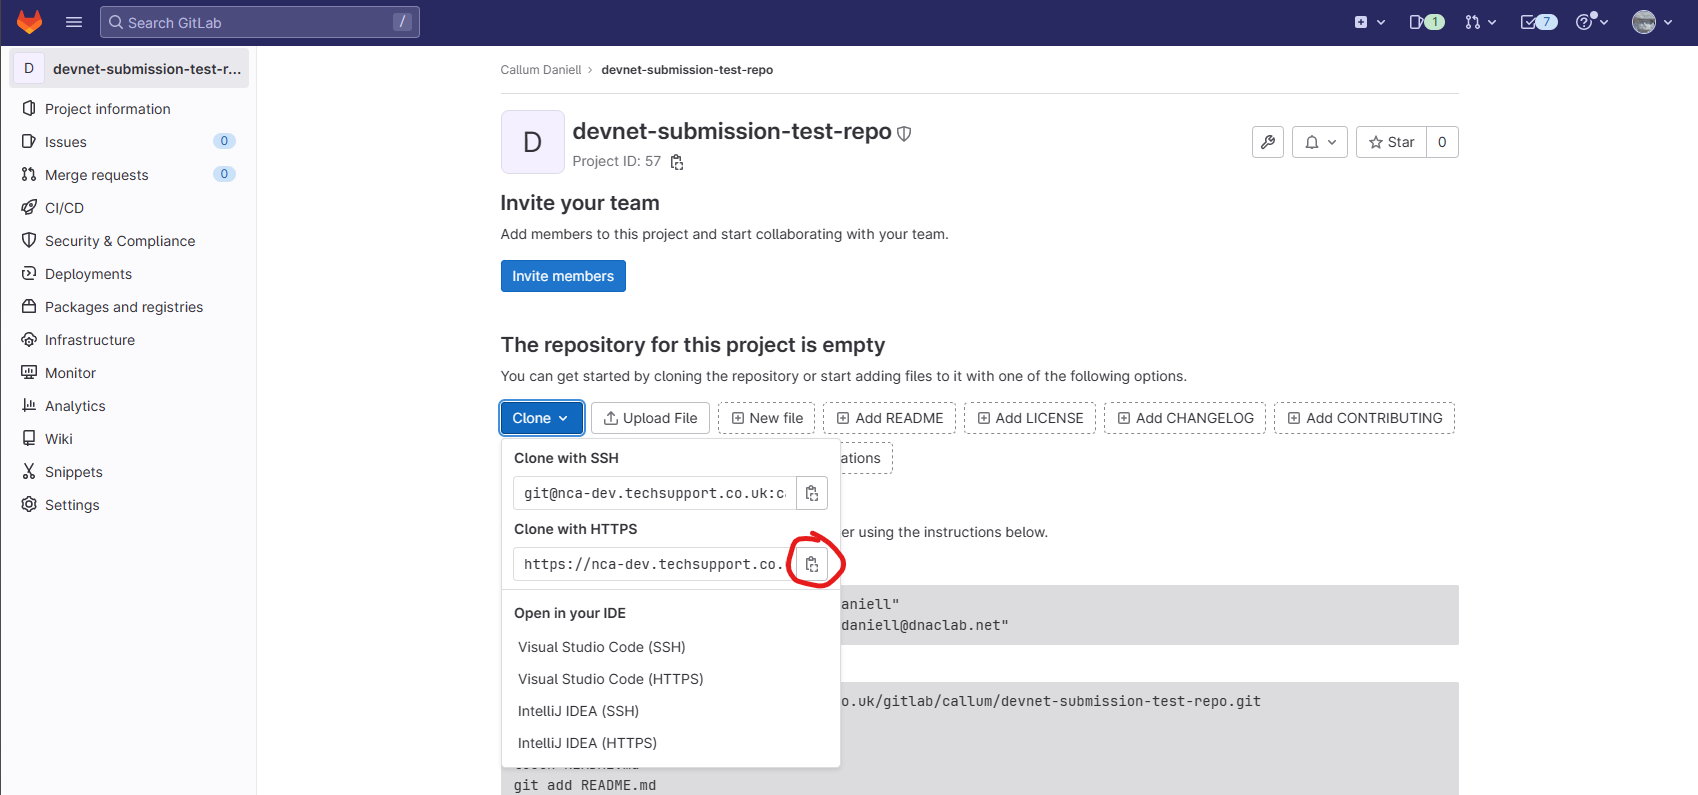 Search GitLab /
1
7
D devnet-submission-test-r...
Project information
Issues 0
Merge requests 0
CI/CD
Security & Compliance
Deployments
Packages and registries
Infrastructure
Monitor
Analytics
Wiki
Snippets
Settings
Callum Daniell > devnet-submission-test-repo
D
devnet-submission-test-repo
Project ID: 57
Star 0
Invite your team
Add members to this project and start collaborating with your team.
Invite members
The repository for this project is empty
You can get started by cloning the repository or start adding files to it with one of the following options.
Clone Upload File New file Add README Add LICENSE Add CHANGELOG Add CONTRIBUTING
ations
Clone with SSH
git@nca-dev.techsupport.co.uk:ca
Clone with HTTPS
https://nca-dev.techsupport.co.
Open in your IDE
Visual Studio Code (SSH)
Visual Studio Code (HTTPS)
IntelliJ IDEA (SSH)
IntelliJ IDEA (HTTPS)
er using the instructions below.
aniell"
daniell@dnaclab.net"
o.uk/gitlab/callum/devnet-submission-test-repo.git
git add README.md